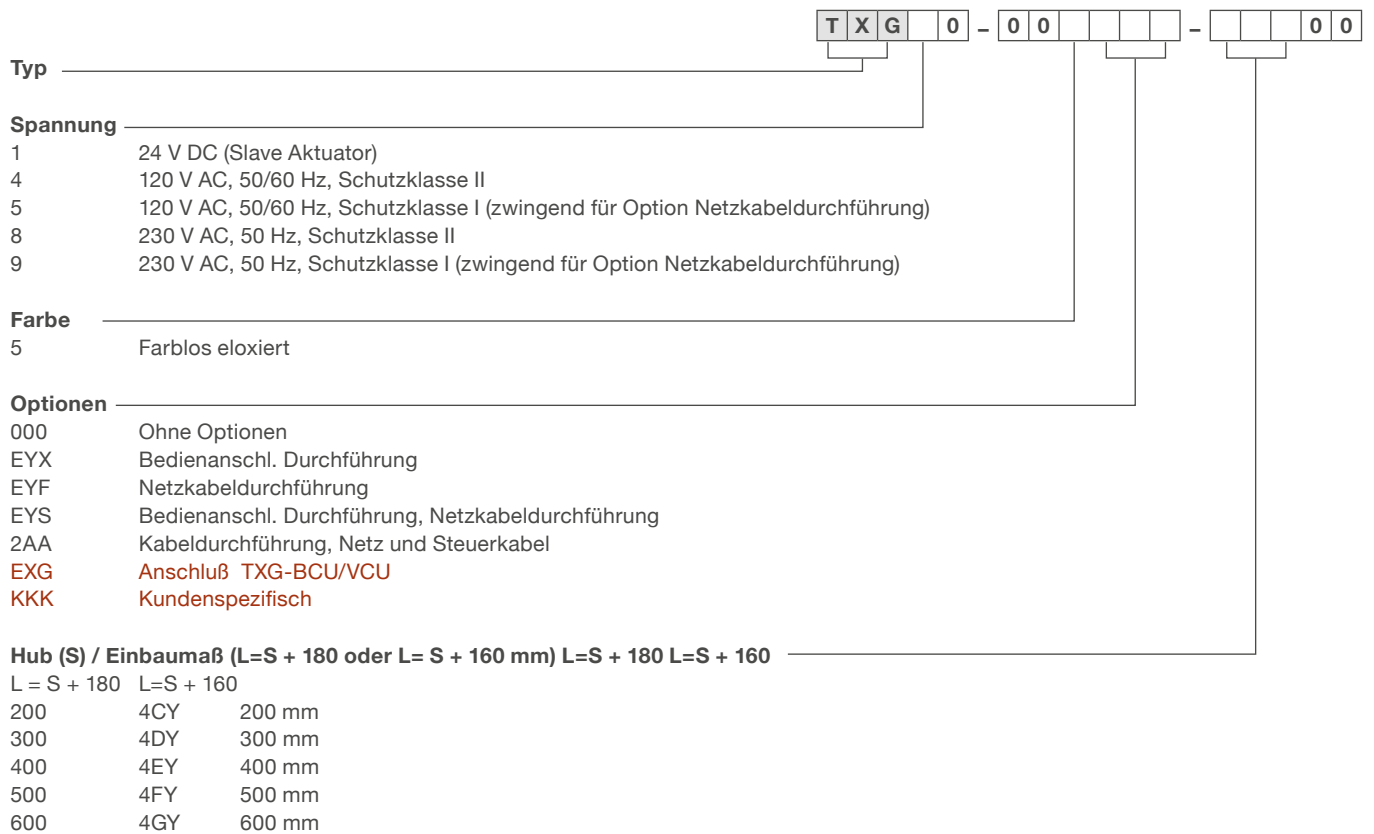 T X G 0 – 0 0 – 0 0
Typ
Spannung
1 24 V DC (Slave Aktuator)
4 120 V AC, 50/60 Hz, Schutzklasse II
5 120 V AC, 50/60 Hz, Schutzklasse I (zwingend für Option Netzkabeldurchführung)
8 230 V AC, 50 Hz, Schutzklasse II
9 230 V AC, 50 Hz, Schutzklasse I (zwingend für Option Netzkabeldurchführung)
Farbe
5 Farblos eloxiert
Optionen
000 Ohne Optionen
EYX Bedienanschl. Durchführung
EYF Netzkabeldurchführung
EYS Bedienanschl. Durchführung, Netzkabeldurchführung
2AA Kabeldurchführung, Netz und Steuerkabel
EXG Anschluß TXG-BCU/VCU
KKK Kundenspezifisch
Hub (S) / Einbaumaß (L=S + 180 oder L= S + 160 mm) L=S + 180 L=S + 160
L = S + 180 L=S + 160
200 4CY 200 mm
300 4DY 300 mm
400 4EY 400 mm
500 4FY 500 mm
600 4GY 600 mm